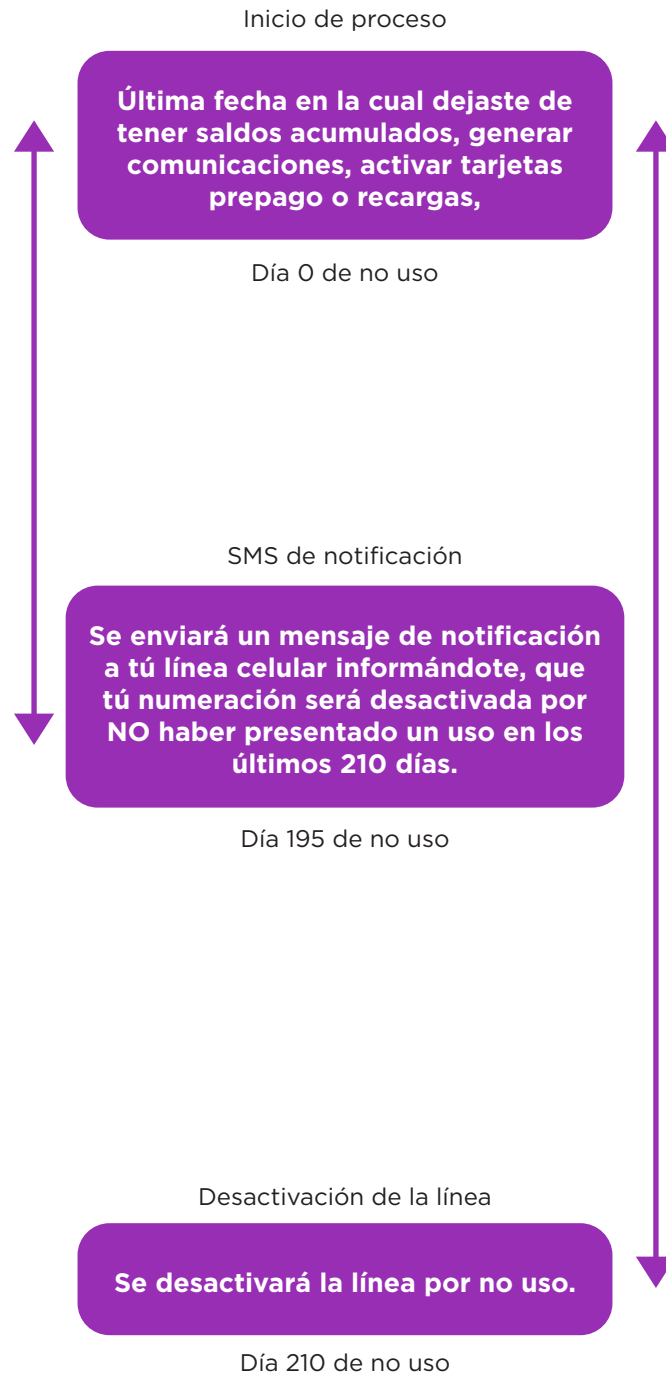 Inicio de proceso
Última fecha en la cual dejaste de
tener saldos acumulados, generar
comunicaciones, activar tarjetas
prepago o recargas,
Día 0 de no uso
SMS de notificación
Se enviará un mensaje de notificación
a tú línea celular informándote, que
tú numeración será desactivada por
NO haber presentado un uso en los
últimos 210 días.
Día 195 de no uso
Desactivación de la línea
Se desactivará la línea por no uso.
Día 210 de no uso